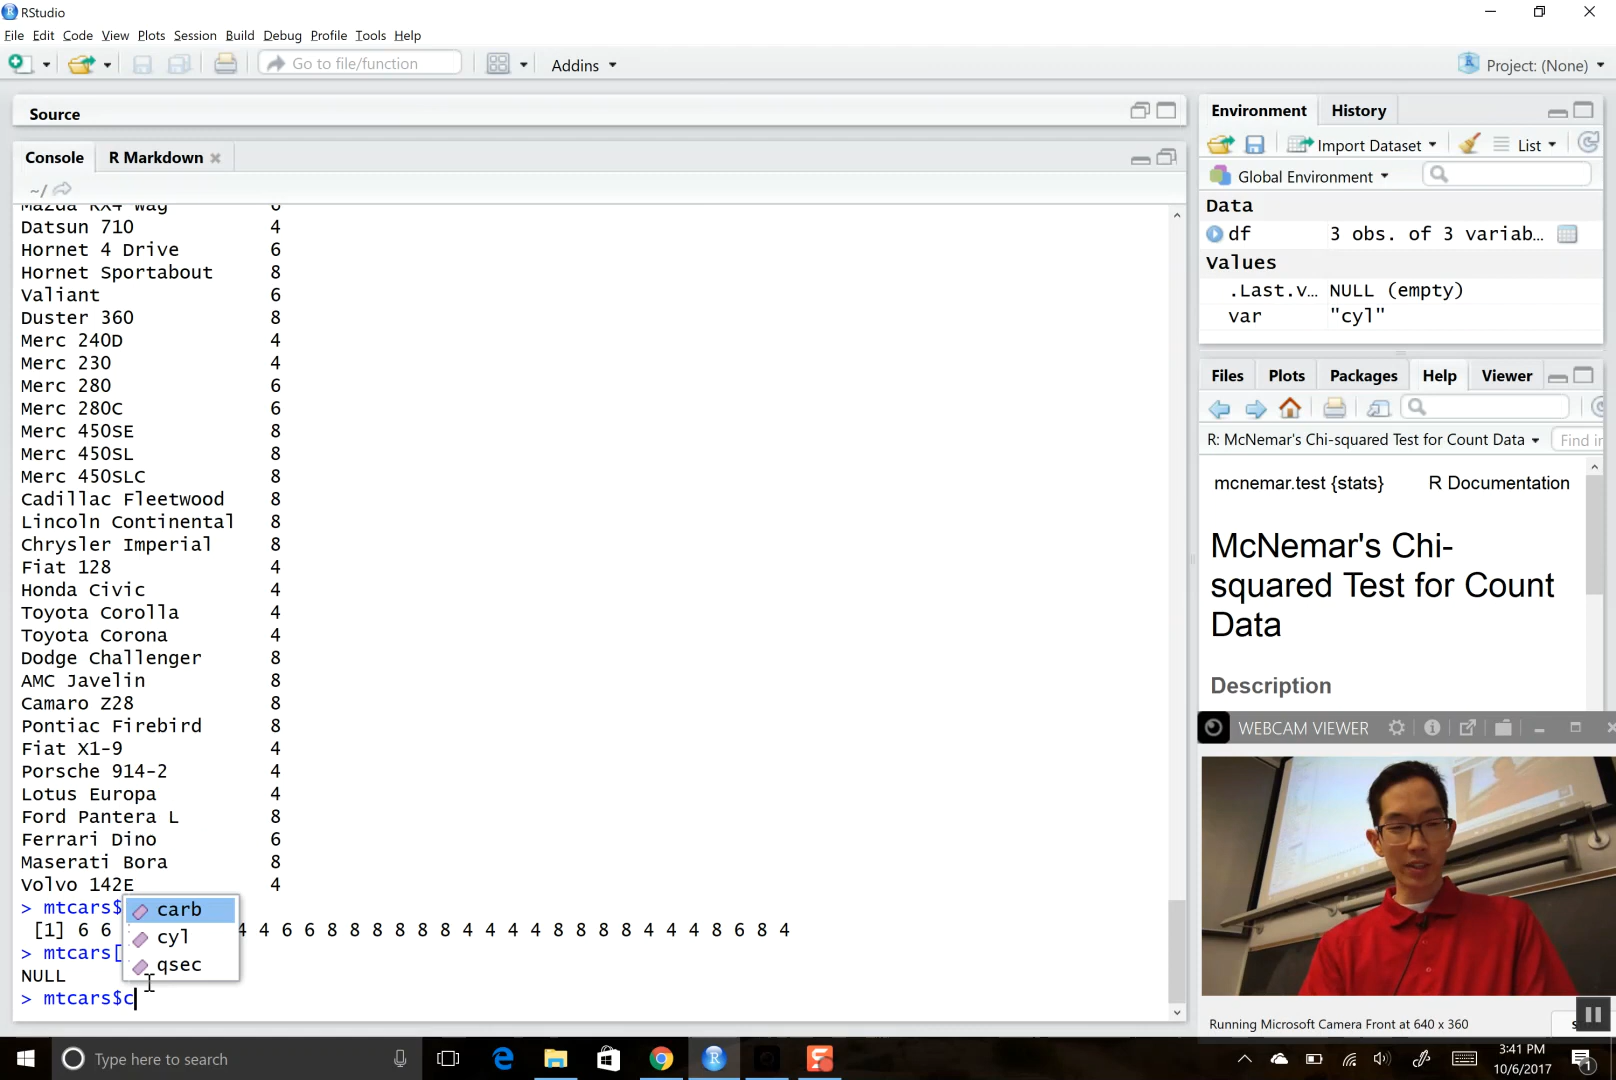 RStudio
File Edit Code View Plots Session Build Debug Profile Tools Help
Go to file/function Addins Project: (None)
Source
Console R Markdown
~/
Mazda RX4 Wag 6
Datsun 710 4
Hornet 4 Drive 6
Hornet Sportabout 8
Valiant 6
Duster 360 8
Merc 240D 4
Merc 230 4
Merc 280 6
Merc 280C 6
Merc 450SE 8
Merc 450SL 8
Merc 450SLC 8
Cadillac Fleetwood 8
Lincoln Continental 8
Chrysler Imperial 8
Fiat 128 4
Honda Civic 4
Toyota Corolla 4
Toyota Corona 4
Dodge Challenger 8
AMC Javelin 8
Camaro Z28 8
Pontiac Firebird 8
Fiat X1-9 4
Porsche 914-2 4
Lotus Europa 4
Ford Pantera L 8
Ferrari Dino 6
Maserati Bora 8
Volvo 142E 4
> mtcars$
[1] 6 6 4 4 6 6 8 8 8 8 8 8 4 4 4 4 8 8 8 8 4 4 4 8 6 8 4
> mtcars[
NULL
> mtcars$c
carb
cyl
qsec
Environment History
Import Dataset List
Global Environment
Data
df 3 obs. of 3 variab...
Values
.Last.v... NULL (empty)
var "cyl"
Files Plots Packages Help Viewer
R: McNemar's Chi-squared Test for Count Data Find in
mcnemar.test {stats} R Documentation
McNemar's Chi-
squared Test for Count
Data
Description
WEBCAM VIEWER
Running Microsoft Camera Front at 640 x 360
Type here to search
3:41 PM
10/6/2017
1